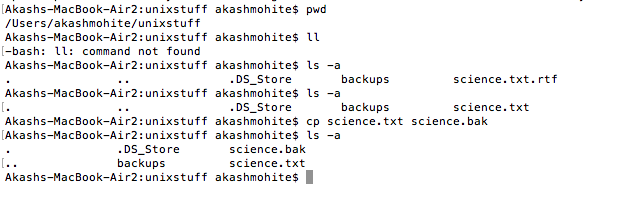 Akashs-MacBook-Air2:unixstuff akashmohite$ pwd
/Users/akashmohite/unixstuff
Akashs-MacBook-Air2:unixstuff akashmohite$ ll
[-bash: ll: command not found
Akashs-MacBook-Air2:unixstuff akashmohite$ ls -a
. .. .DS_Store backups science.txt.rtf
Akashs-MacBook-Air2:unixstuff akashmohite$ ls -a
[. .. .DS_Store backups science.txt
Akashs-MacBook-Air2:unixstuff akashmohite$ cp science.txt science.bak
[Akashs-MacBook-Air2:unixstuff akashmohite$ ls -a
. .DS_Store science.bak
[.. backups science.txt
Akashs-MacBook-Air2:unixstuff akashmohite$